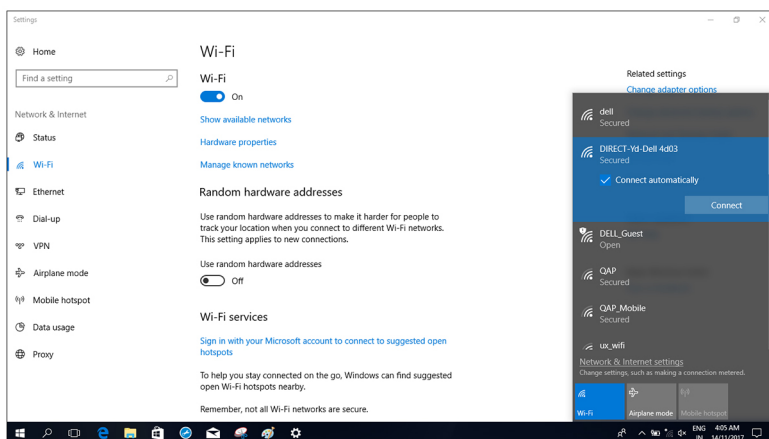 Settings
Home
Find a setting
Network & Internet
Status
Wi-Fi
Ethernet
Dial-up
VPN
Airplane mode
Mobile hotspot
Data usage
Proxy
Wi-Fi
Wi-Fi
On
Show available networks
Hardware properties
Manage known networks
Random hardware addresses
Use random hardware addresses to make it harder for people to
track your location when you connect to different Wi-Fi networks.
This setting applies to new connections.
Use random hardware addresses
Off
Wi-Fi services
Sign in with your Microsoft account to connect to suggested open
hotspots
To help you stay connected on the go, Windows can find suggested
open Wi-Fi hotspots nearby.
Remember, not all Wi-Fi networks are secure.
Related settings
Change adapter options
dell
Secured
DIRECT-Yd-Dell 4d03
Secured
Connect automatically
Connect
DELL_Guest
Open
QAP
Secured
QAP_Mobile
Secured
ux_wifi
Network & Internet settings
Change settings, such as making a connection metered.
Wi-Fi
Airplane mode
Mobile hotspot
ENG
IN
4:05 AM
14/11/2017